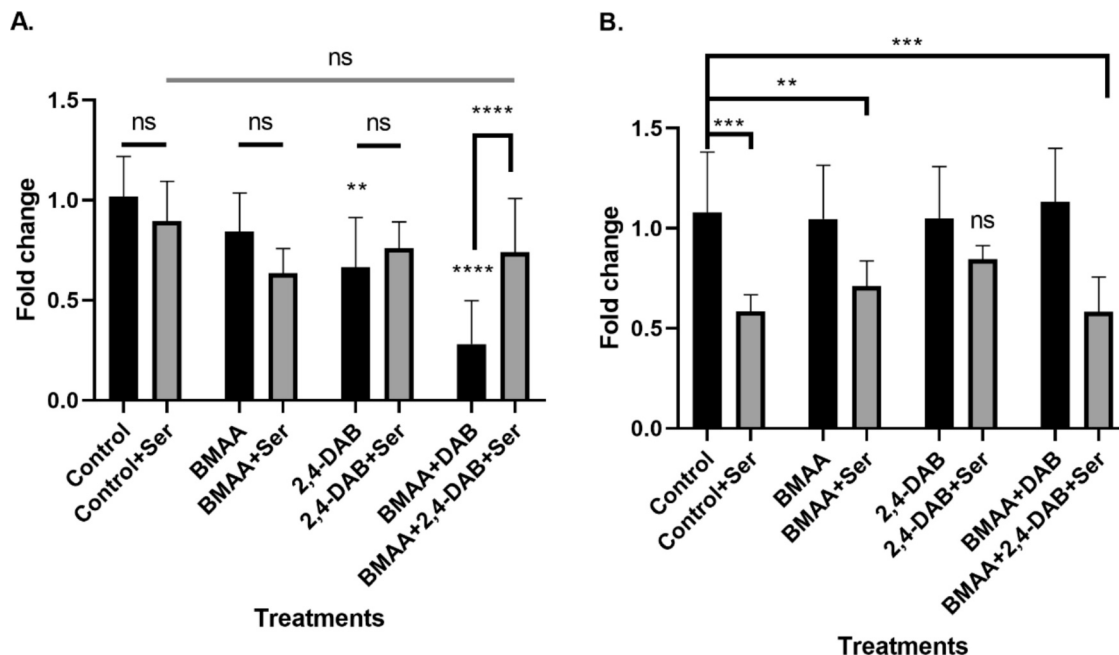 A.
ns
1.5
ns
ns
ns
****
1.0
**
0.5
****
0.0
Fold change
Control
Control+Ser
BMAA
BMAA+Ser
2,4-DAB
2,4-DAB+Ser
BMAA+DAB
BMAA+2,4-DAB+Ser
Treatments
B.
***
**
***
1.5
1.0
ns
0.5
0.0
Fold change
Control
Control+Ser
BMAA
BMAA+Ser
2,4-DAB
2,4-DAB+Ser
BMAA+DAB
BMAA+2,4-DAB+Ser
Treatments